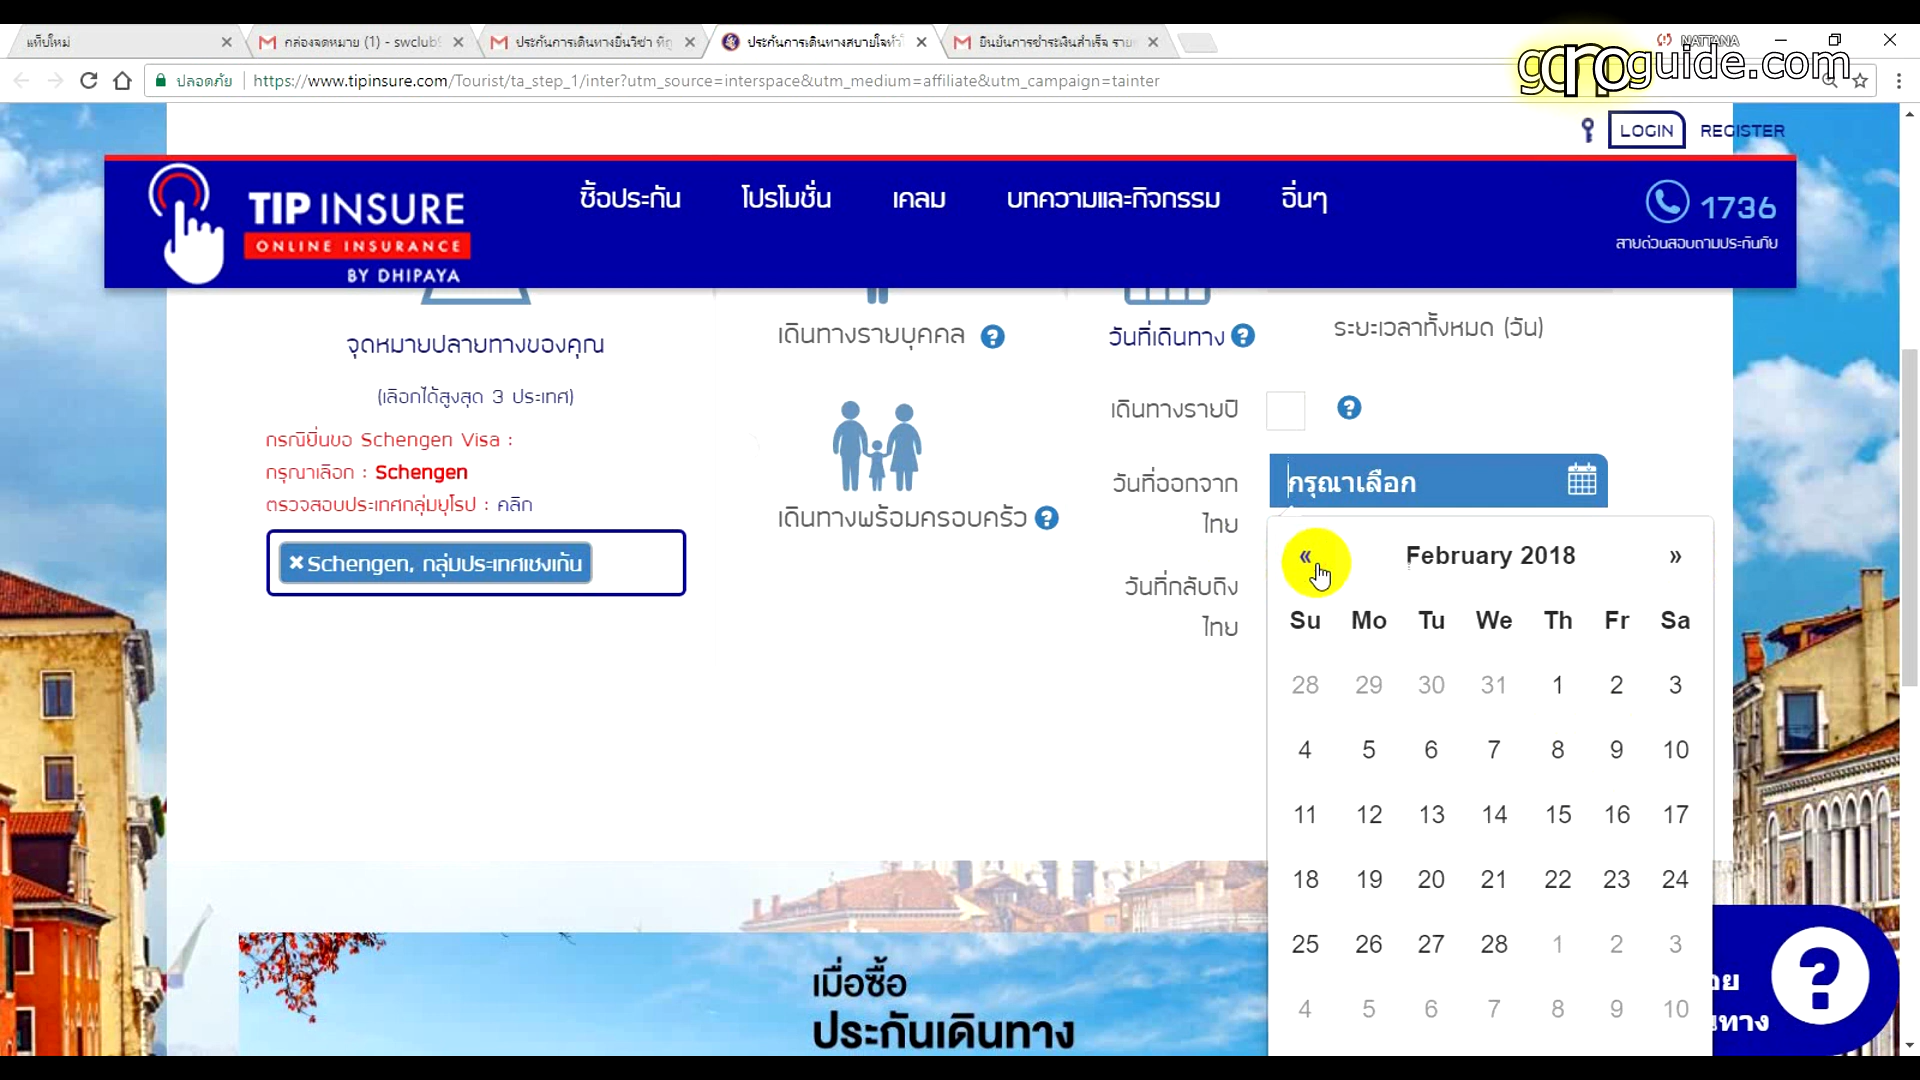 แท็บใหม่
กล่องจดหมาย (1) - swclub
ประกันการเดินทางยื่นวีซ่า
ประกันการเดินทางสบายใจทั่ว
ยืนยันการชำระเงินสำเร็จ ราย
NATTANA
goroguide.com
ปลอดภัย
https://www.tipinsure.com/Tourist/ta_step_1/inter?utm_source=interspace&utm_medium=affiliate&utm_campaign=tainter
LOGIN
REGISTER
TIP INSURE
ONLINE INSURANCE
BY DHIPAYA
ซื้อประกัน
โปรโมชั่น
เคลม
บทความและกิจกรรม
อื่นๆ
1736
สายด่วนสอบถามประกันภัย
จุดหมายปลายทางของคุณ
(เลือกได้สูงสุด 3 ประเทศ)
กรณียื่นขอ Schengen Visa :
กรุณาเลือก : Schengen
ตรวจสอบประเทศกลุ่มยุโรป : คลิก
Schengen, กลุ่มประเทศเชงเก้น
เดินทางรายบุคคล
เดินทางพร้อมครอบครัว
วันที่เดินทาง
ระยะเวลาทั้งหมด (วัน)
เดินทางรายปี
วันที่ออกจาก
ไทย
กรุณาเลือก
วันที่กลับถึง
ไทย
« February 2018 »
Su Mo Tu We Th Fr Sa
28 29 30 31 1 2 3
4 5 6 7 8 9 10
11 12 13 14 15 16 17
18 19 20 21 22 23 24
25 26 27 28 1 2 3
4 5 6 7 8 9 10
เมื่อซื้อ
ประกันเดินทาง